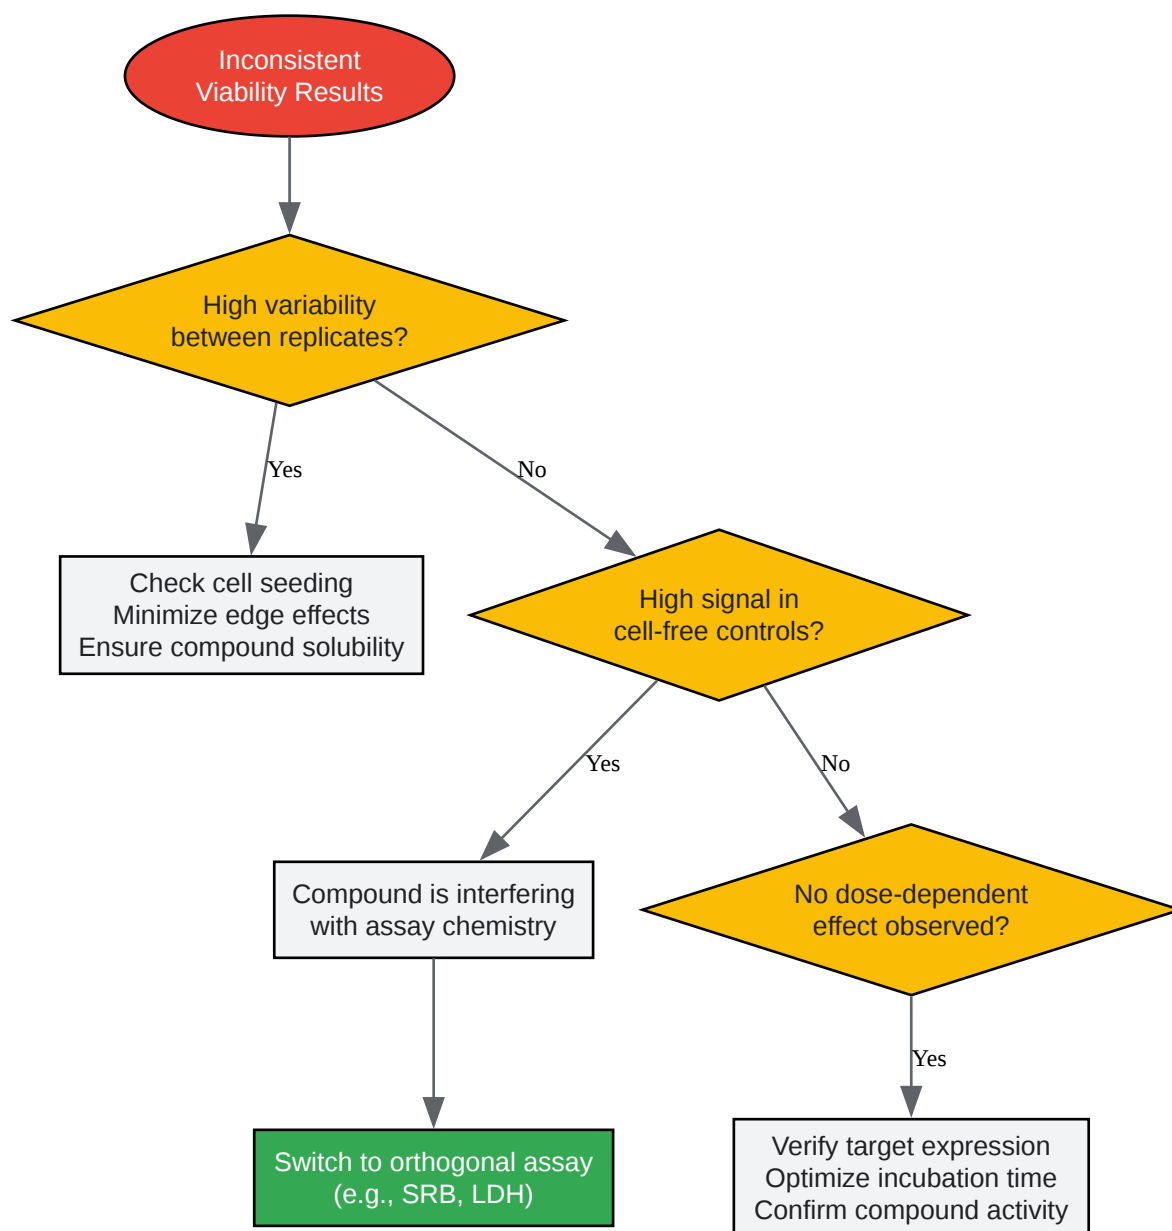 Inconsistent
Viability Results
High variability
between replicates?
Yes
No
Check cell seeding
Minimize edge effects
Ensure compound solubility
High signal in
cell-free controls?
Yes
No
Compound is interfering
with assay chemistry
No dose-dependent
effect observed?
Yes
Switch to orthogonal assay
(e.g., SRB, LDH)
Verify target expression
Optimize incubation time
Confirm compound activity